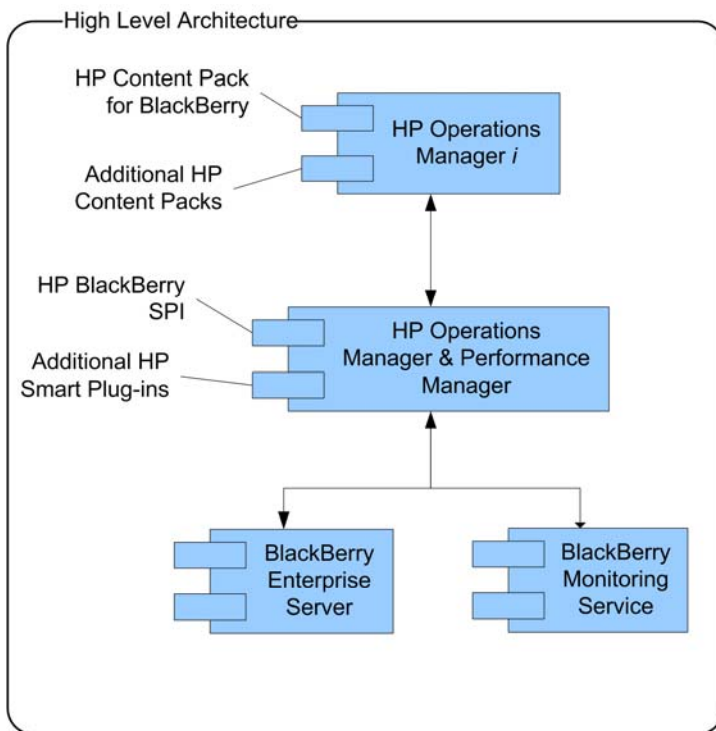 High Level Architecture
HP Content Pack
for BlackBerry
HP Operations
Manager i
Additional HP
Content Packs
HP BlackBerry
SPI
HP Operations
Manager & Performance
Manager
Additional HP
Smart Plug-ins
BlackBerry
Enterprise
Server
BlackBerry
Monitoring
Service